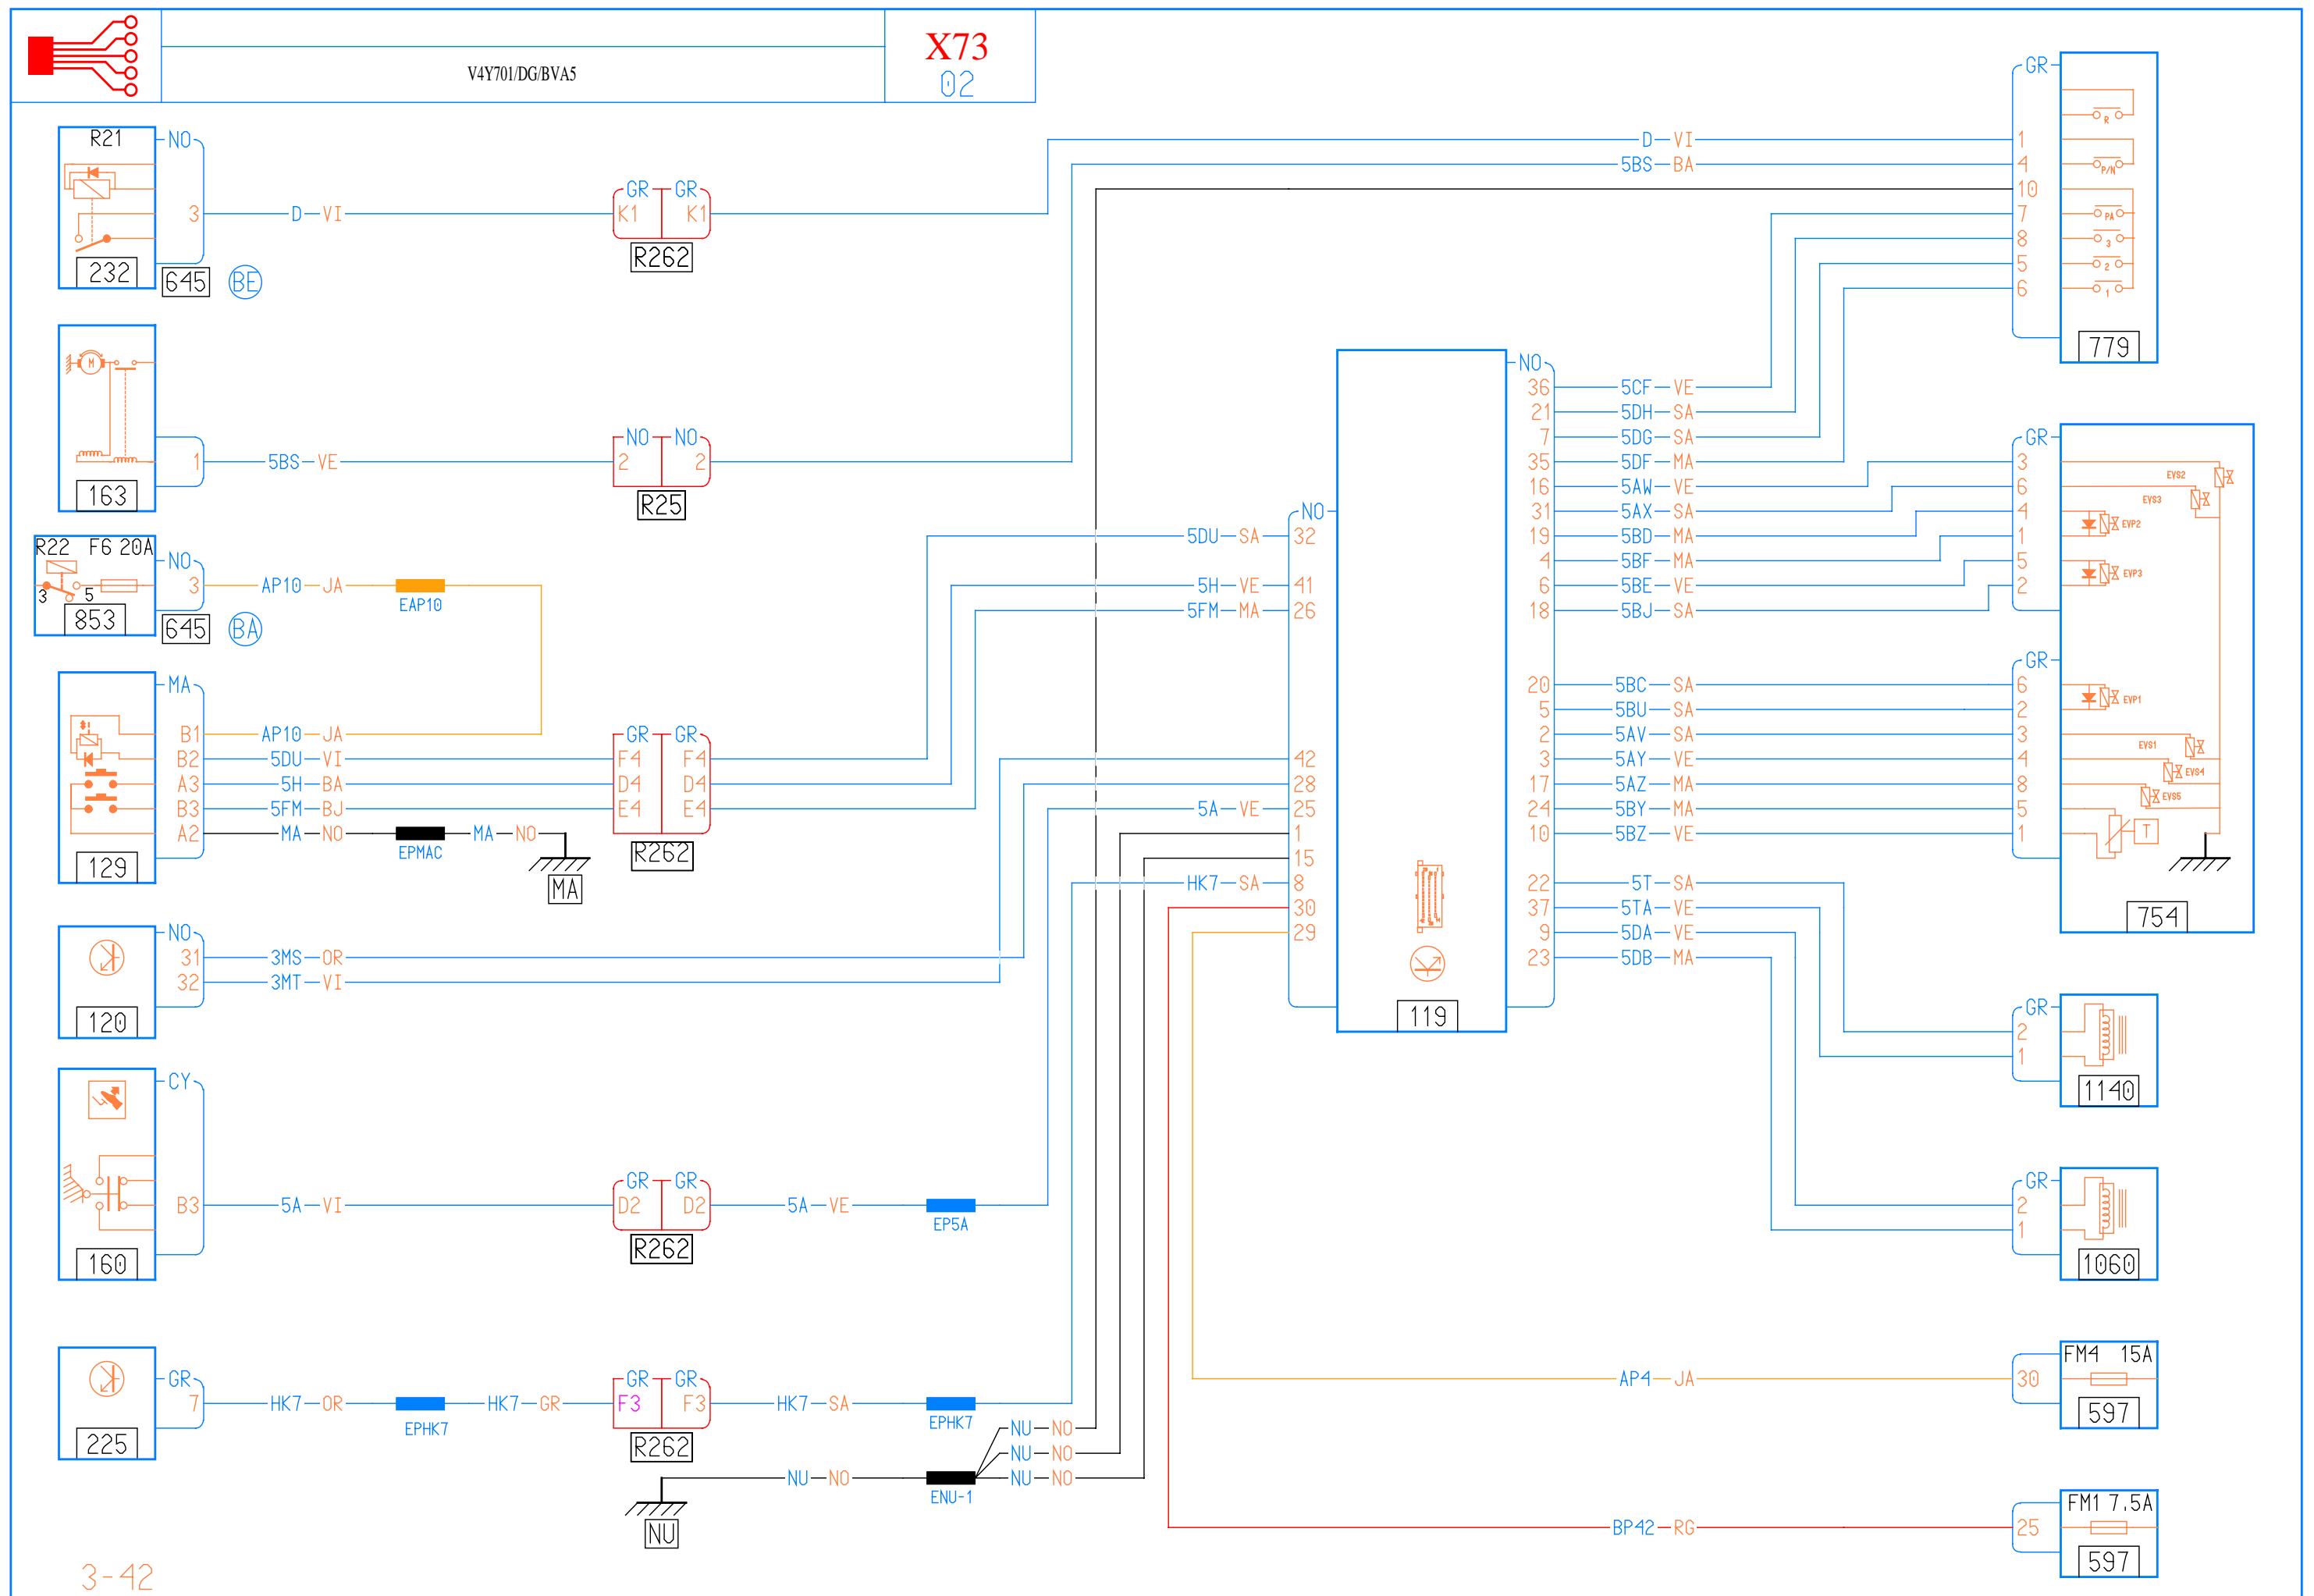 X73
V4Y701/DG/BVA5
02
R21
NO
3
D VI
232
645
BE
GR GR
K1 K1
R262
D VI
5BS BA
GR
1
4
10
7
8
5
6
R
P/N
PA
3
2
1
779
M
1
5BS VE
163
NO NO
2 2
R25
R22 F6 20A
NO
3
3 5
AP10 JA
EAP10
853
645
BA
MA
B1 AP10 JA
B2 5DU VI
A3 5H BA
B3 5FM BJ
A2 MA NO
EPMAC
MA NO
MA
129
GR GR
F4 F4
D4 D4
E4 E4
R262
NO
31 3MS OR
32 3MT VI
120
CY
B3 5A VI
160
GR GR
D2 D2
R262
5A VE
EP5A
GR
7 HK7 OR
EPHK7
HK7 GR
225
GR GR
F3 F3
R262
HK7 SA
EPHK7
NU NO
NU NO
NU NO
NU NO
ENU-1
NU
NO
5DU SA 32
5H VE 41
5FM MA 26
42
28
5A VE 25
1
15
HK7 SA 8
30
29
119
NO
36 5CF VE
21 5DH SA
7 5DG SA
35 5DF MA
16 5AW VE
31 5AX SA
19 5BD MA
4 5BF MA
6 5BE VE
18 5BJ SA
20 5BC SA
5 5BU SA
2 5AV SA
3 5AY VE
17 5AZ MA
24 5BY MA
10 5BZ VE
22 5T SA
37 5TA VE
9 5DA VE
23 5DB MA
GR
3
6
4
1
5
2
EVS2
EVS3
EVP2
EVP3
GR
6
2
3
4
8
5
1
EVP1
EVS1
EVS4
EVS5
T
754
GR
2
1
1140
GR
2
1
1060
AP4 JA
30
FM4 15A
597
BP42 RG
25
FM1 7.5A
597
3-42